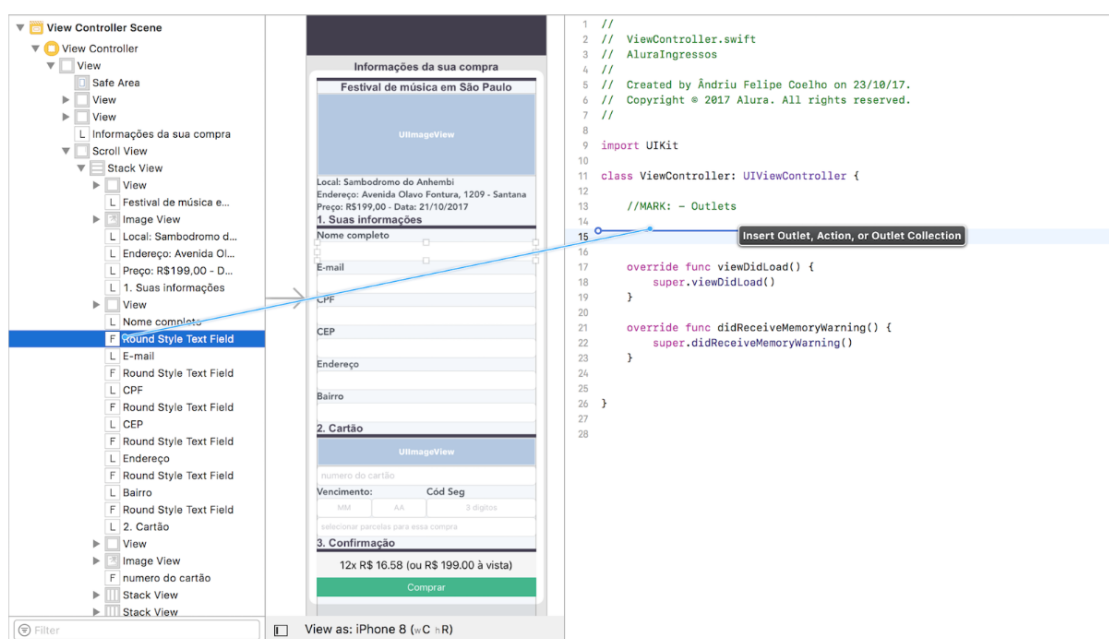 View Controller Scene
View Controller
View
Safe Area
View
View
L Informações da sua compra
Scroll View
Stack View
View
L Festival de música e...
Image View
L Local: Sambodromo d...
L Endereço: Avenida Ol...
L Preço: R$199,00 - D...
L 1. Suas informações
View
L Nome completo
F Round Style Text Field
L E-mail
F Round Style Text Field
L CPF
F Round Style Text Field
L CEP
F Round Style Text Field
L Endereço
F Round Style Text Field
L Bairro
F Round Style Text Field
L 2. Cartão
View
Image View
F numero do cartão
Stack View
Stack View
Filter
Informações da sua compra
Festival de música em São Paulo
UIImageView
Local: Sambodromo do Anhembi
Endereço: Avenida Olavo Fontura, 1209 - Santana
Preço: R$199,00 - Data: 21/10/2017
1. Suas informações
Nome completo
E-mail
CPF
CEP
Endereço
Bairro
2. Cartão
UIImageView
numero do cartão
Vencimento: Cód Seg
MM AA 3 digitos
selecionar parcelas para essa compra
3. Confirmação
12x R$ 16.58 (ou R$ 199.00 à vista)
Comprar
View as: iPhone 8 (wC hR)
1 //
2 // ViewController.swift
3 // AluraIngressos
4 //
5 // Created by Ândriu Felipe Coelho on 23/10/17.
6 // Copyright © 2017 Alura. All rights reserved.
7 //
8
9 import UIKit
10
11 class ViewController: UIViewController {
12
13 //MARK: - Outlets
14
15 Insert Outlet, Action, or Outlet Collection
16
17 override func viewDidLoad() {
18 super.viewDidLoad()
19 }
20
21 override func didReceiveMemoryWarning() {
22 super.didReceiveMemoryWarning()
23 }
24
25
26 }
27
28